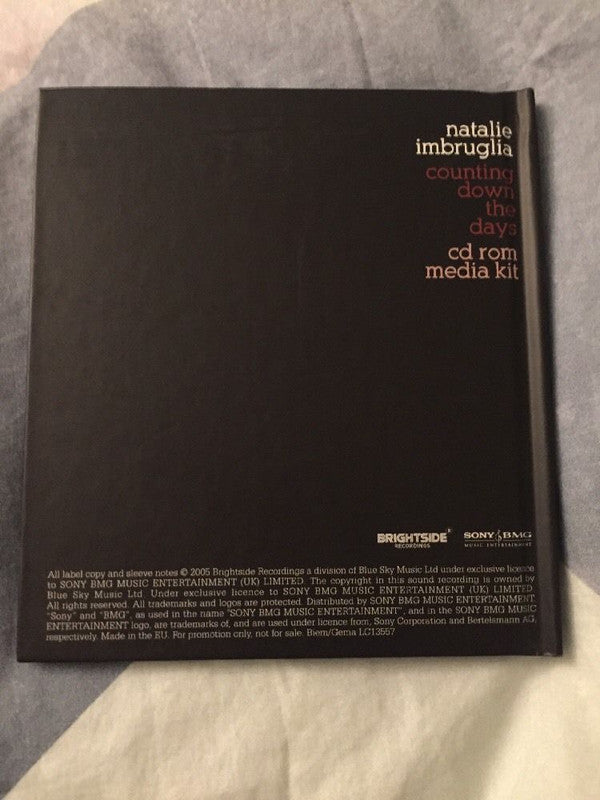 natalie
imbruglia
counting
down
the
days
cd rom
media kit
BRIGHTSIDE
RECORDINGS
SONY BMG
MUSIC ENTERTAINMENT
All label copy and sleeve notes ℗ 2005 Brightside Recordings a division of Blue Sky Music Ltd under exclusive licence
to SONY BMG MUSIC ENTERTAINMENT (UK) LIMITED. The copyright in this sound recording is owned by
Blue Sky Music Ltd. Under exclusive licence to SONY BMG MUSIC ENTERTAINMENT (UK) LIMITED.
All rights reserved. All trademarks and logos are protected. Distributed by SONY BMG MUSIC ENTERTAINMENT.
"Sony" and "BMG", as used in the name "SONY BMG MUSIC ENTERTAINMENT", and in the SONY BMG MUSIC
ENTERTAINMENT logo, are trademarks of, and are used under licence from, Sony Corporation and Bertelsmann AG,
respectively. Made in the EU. For promotion only, not for sale. Biem/Gema LC13557